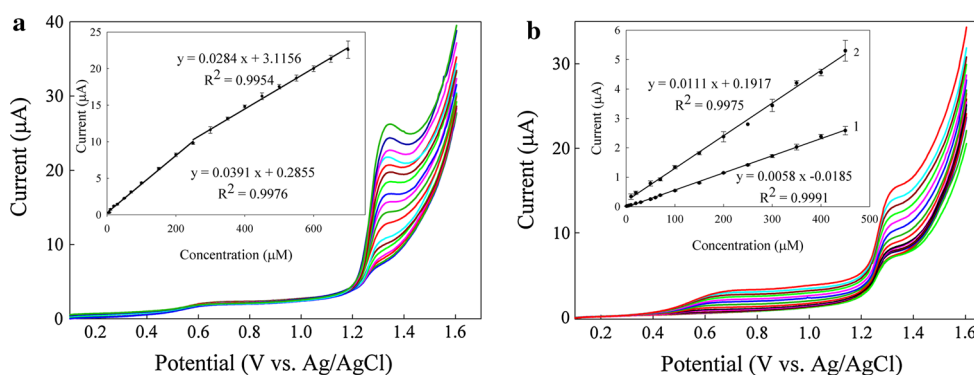 a
40
30
20
10
0
Current (μA)
0.2 0.4 0.6 0.8 1.0 1.2 1.4 1.6
Potential (V vs. Ag/AgCl)
25
20
15
10
5
0
Current (μA)
0 200 400 600
Concentration (μM)
y = 0.0284 x + 3.1156
R2 = 0.9954
y = 0.0391 x + 0.2855
R2 = 0.9976
b
30
20
10
0
Current (μA)
0.2 0.4 0.6 0.8 1.0 1.2 1.4 1.6
Potential (V vs. Ag/AgCl)
6
5
4
3
2
1
0
Current (μA)
0 100 200 300 400 500
Concentration (μM)
y = 0.0111 x + 0.1917
R2 = 0.9975
2
1
y = 0.0058 x -0.0185
R2 = 0.9991